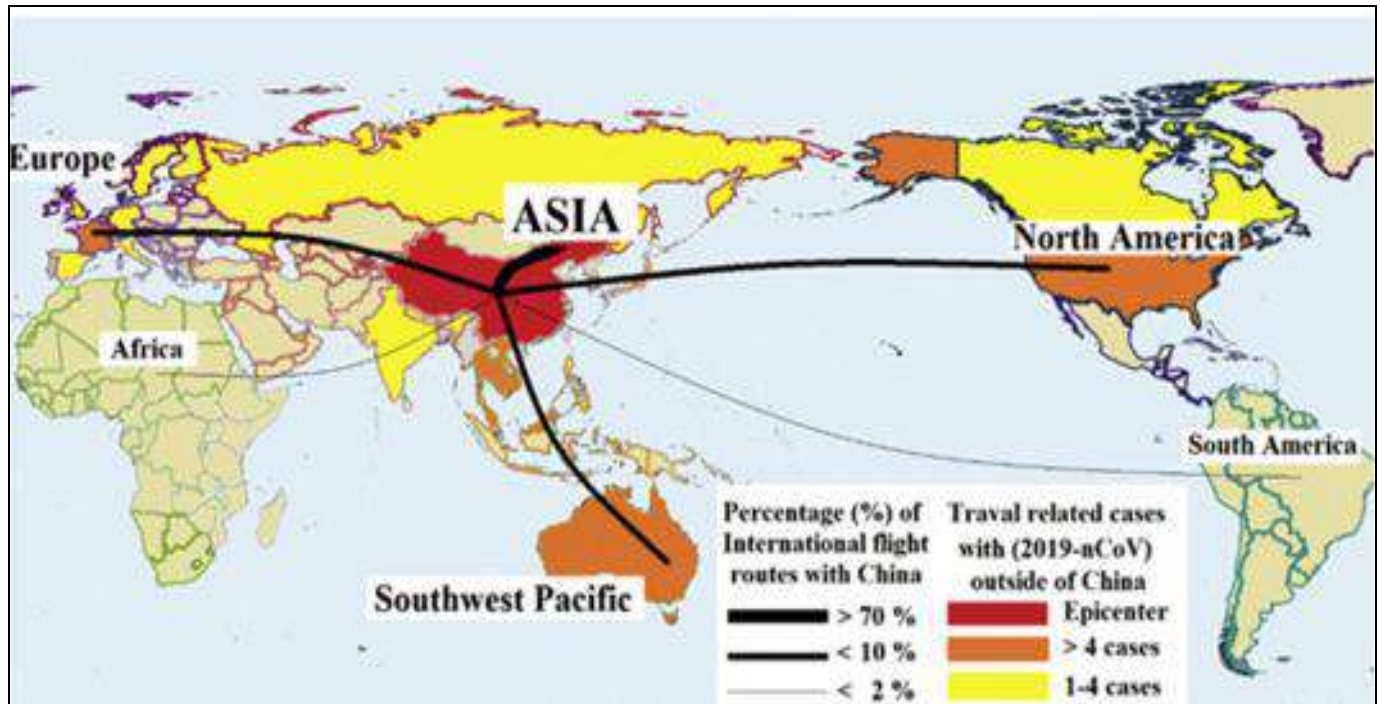 Europe
ASIA
North America
Africa
South America
Southwest Pacific
Percentage (%) of
International flight
routes with China
> 70 %
< 10 %
< 2 %
Traval related cases
with (2019-nCoV)
outside of China
Epicenter
> 4 cases
1-4 cases